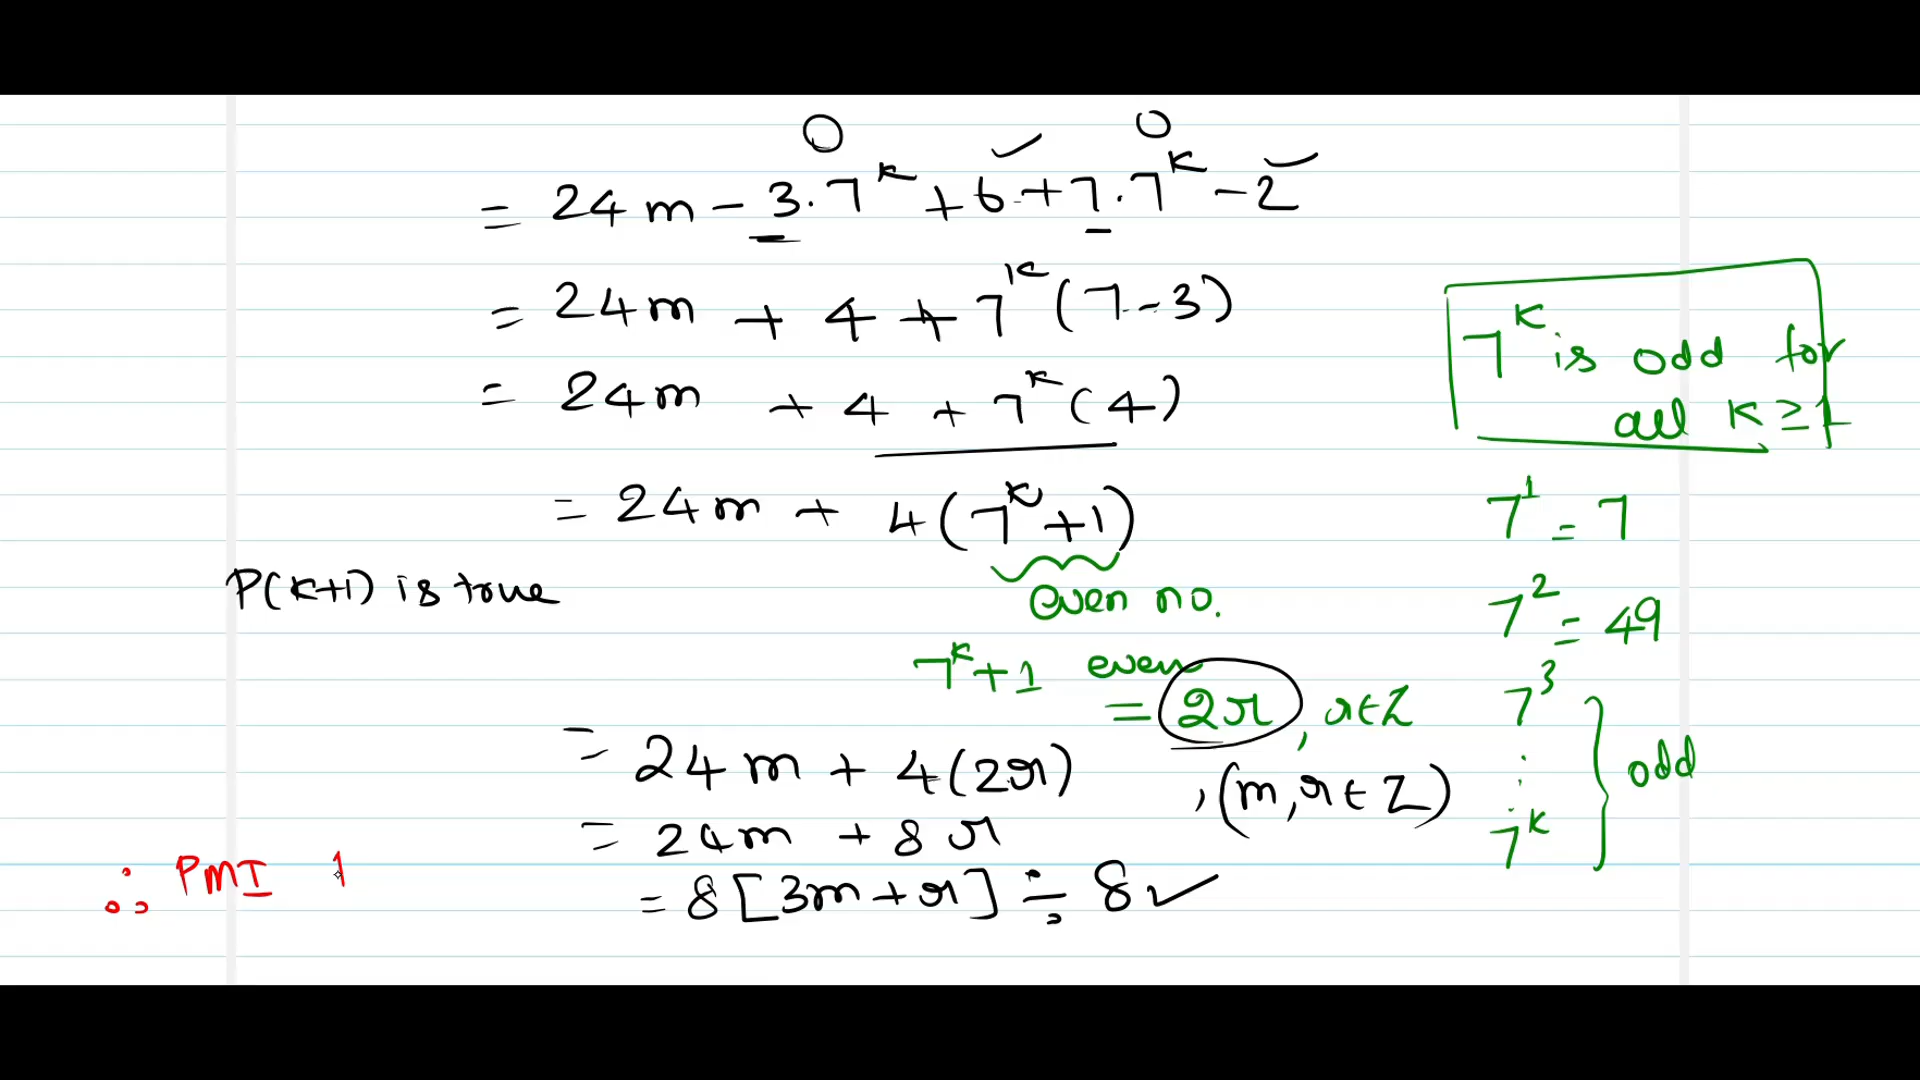 = 24m - 3.7^k + 6 + 7.7^k - 2
= 24m + 4 + 7^k (7-3)
= 24m + 4 + 7^k (4)
= 24m + 4(7^k + 1)
even no.
P(k+1) is true
7^k + 1 even
= 2r, r∈Z
= 24m + 4(2r) , (m, r∈Z)
= 24m + 8r
= 8[3m + r] ÷ 8 ✓
∴ PMI 1
7^k is odd for
all k ≥ 1
7^1 = 7
7^2 = 49
7^3
⋮
7^k
odd